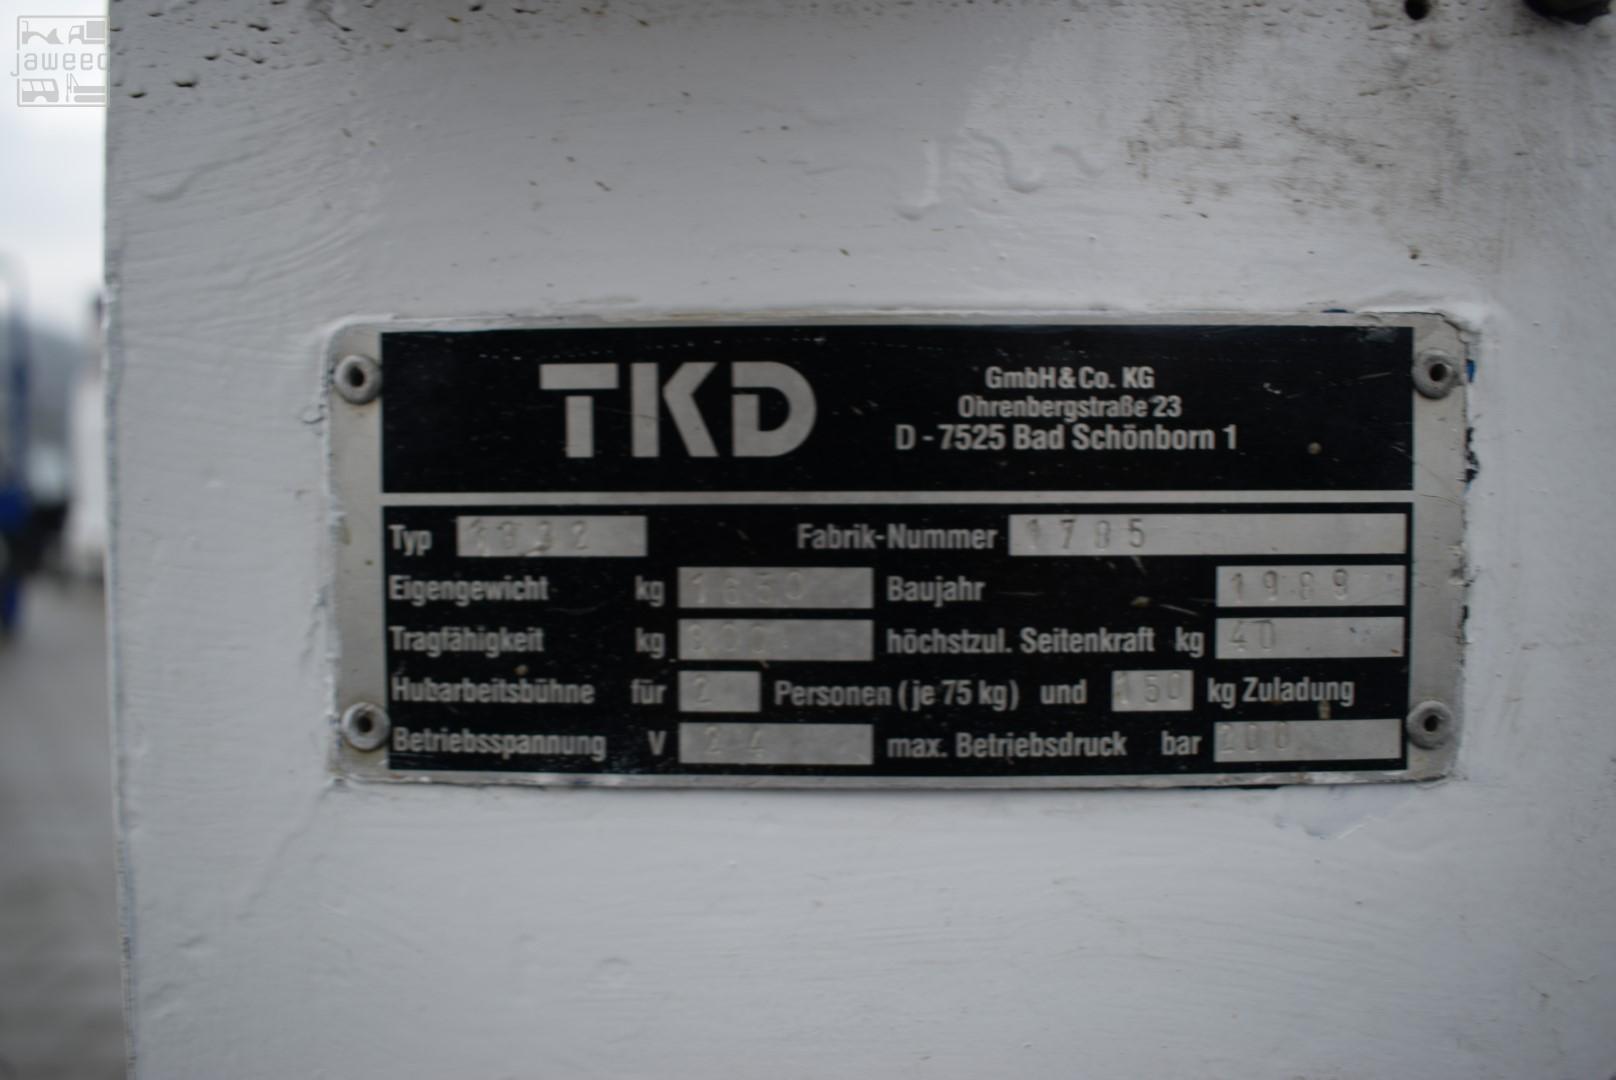 jaweed
TKD
GmbH & Co. KG
Ohrenbergstraße 23
D - 7525 Bad Schönborn 1
Typ Fabrik-Nummer 1785
Eigengewicht kg 1650 Baujahr 1989
Tragfähigkeit kg höchstzul. Seitenkraft kg 40
Hubarbeitsbühne für 2 Personen (je 75 kg) und 150 kg Zuladung
Betriebsspannung V 24 max. Betriebsdruck bar 200